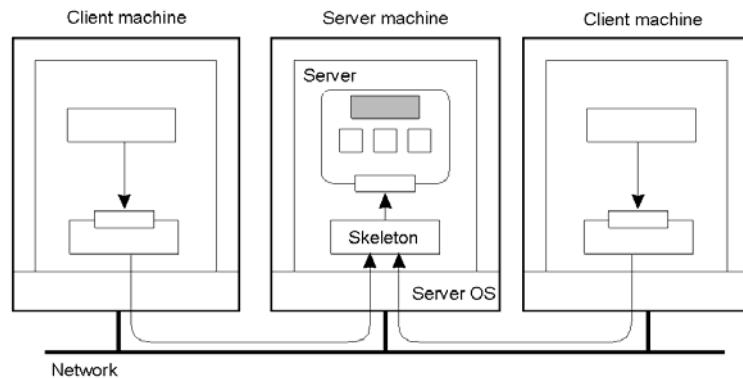 Client machine
Server machine
Client machine
Server
Skeleton
Server OS
Network